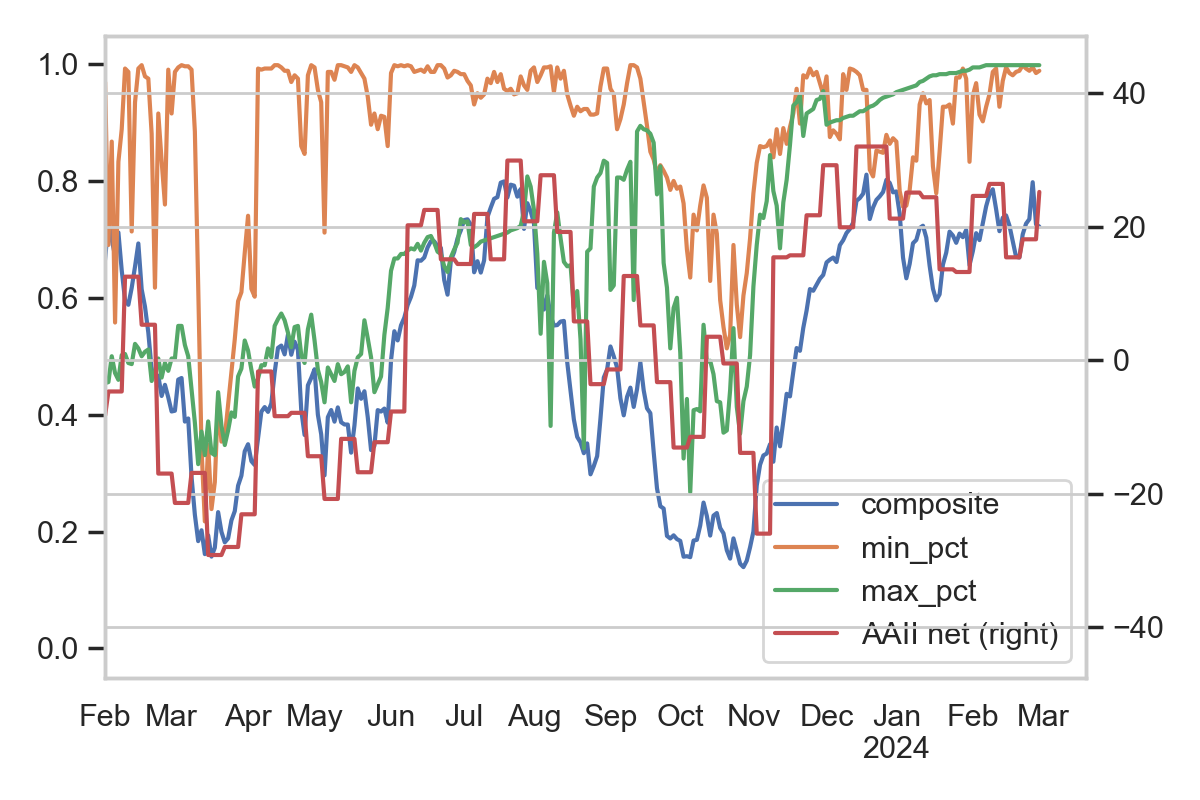 1.0
0.8
0.6
0.4
0.2
0.0
40
20
0
−20
−40
composite
min_pct
max_pct
AAII net (right)
Feb Mar Apr May Jun Jul Aug Sep Oct Nov Dec Jan Feb Mar
2024